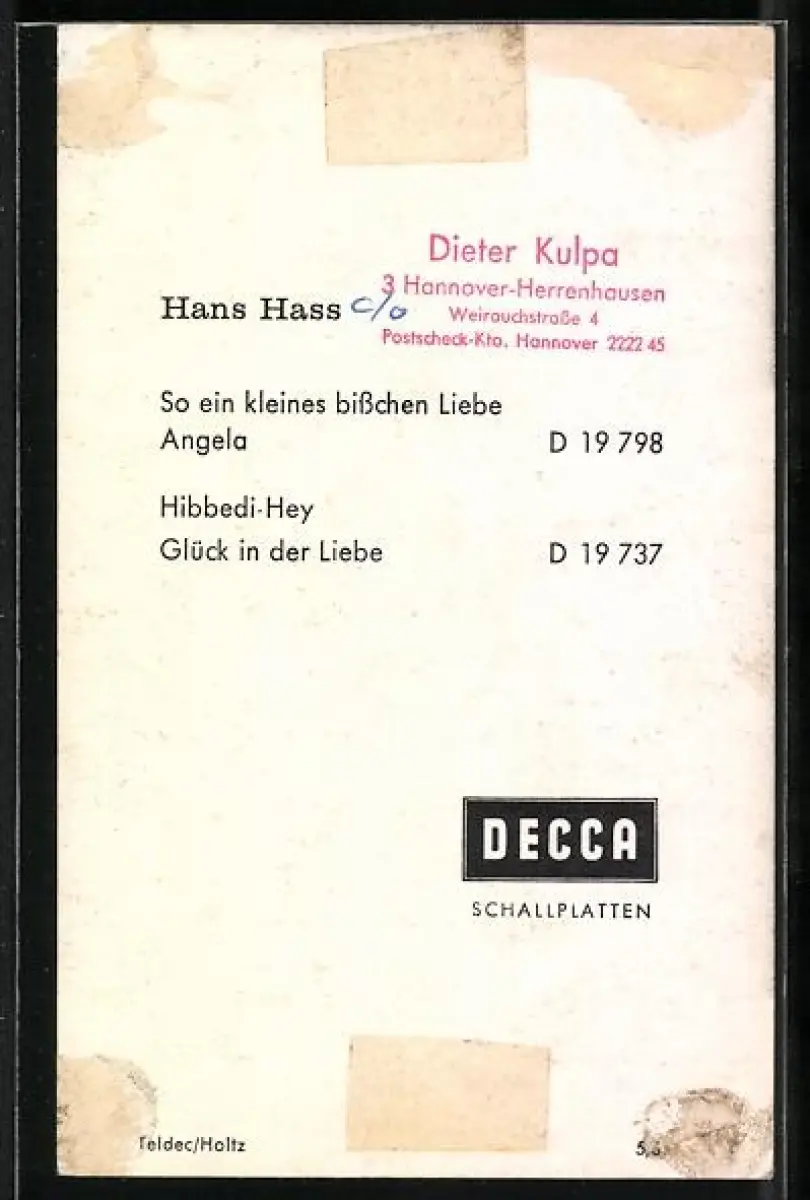 Dieter Kulpa
3 Hannover-Herrenhausen
Weirauchstraße 4
Postscheck-Kto. Hannover 2222 45
Hans Hass c/o
So ein kleines bißchen Liebe
Angela D 19 798
Hibbedi-Hey
Glück in der Liebe D 19 737
DECCA
SCHALLPLATTEN
Teldec/Holtz